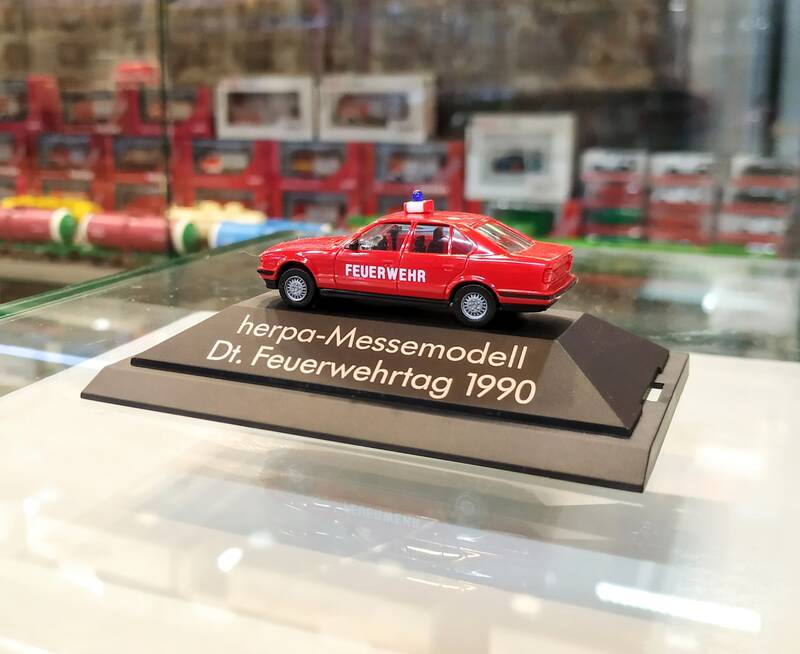 FEUERWEHR
herpa-Messemodell
Dt. Feuerwehrtag 1990